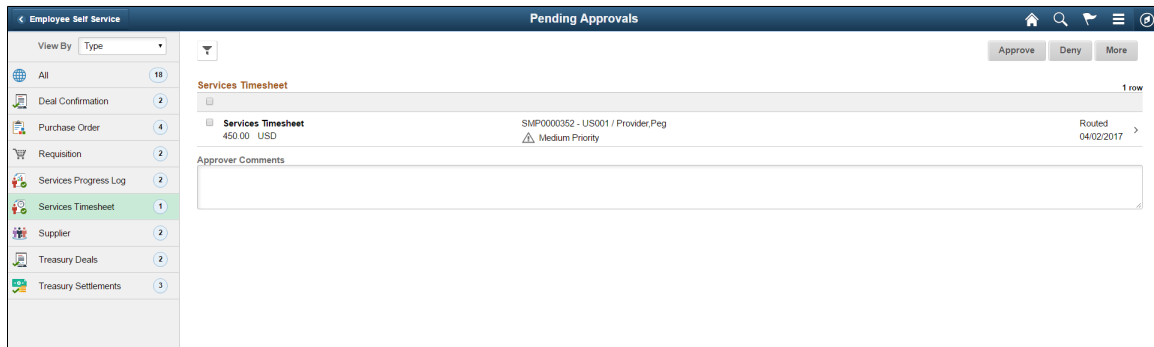 Employee Self Service
Pending Approvals
View By Type
All 18
Deal Confirmation 2
Purchase Order 4
Requisition 2
Services Progress Log 2
Services Timesheet 1
Supplier 2
Treasury Deals 2
Treasury Settlements 3
Approve Deny More
Services Timesheet 1 row
Services Timesheet SMP0000352 - US001 / Provider,Peg Routed
450.00 USD Medium Priority 04/02/2017
Approver Comments